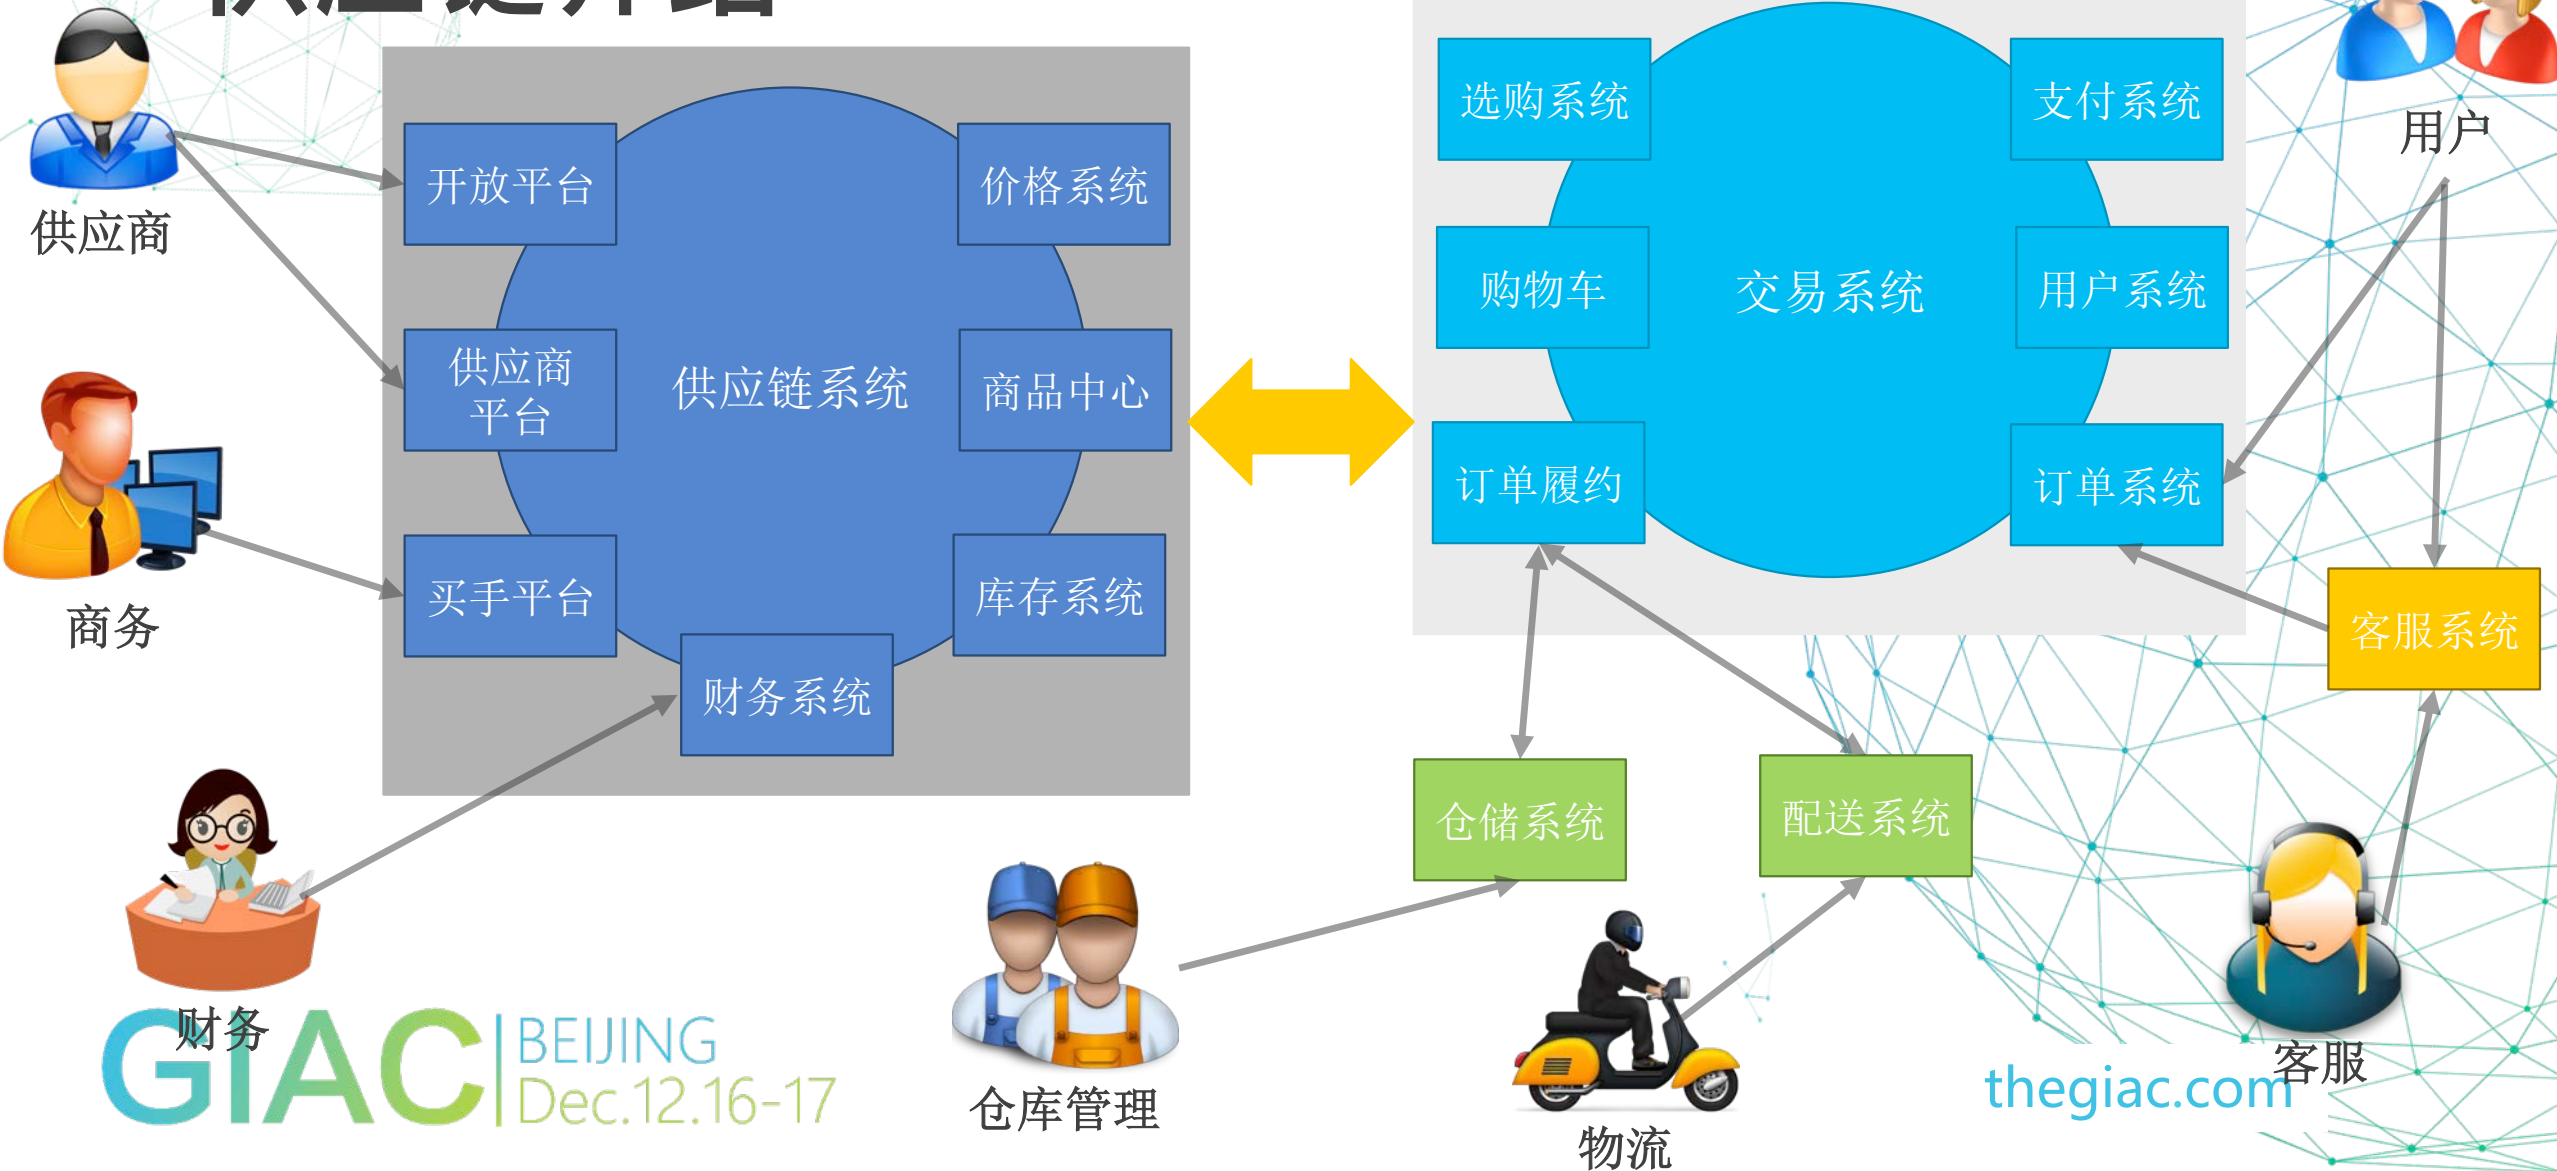 供应链介绍
供应商
商务
财务
开放平台
供应商
平台
买手平台
供应链系统
价格系统
商品中心
库存系统
财务系统
选购系统
购物车
订单履约
交易系统
支付系统
用户系统
订单系统
用户
客服系统
仓储系统
配送系统
仓库管理
物流
客服
GIAC
BEIJING
Dec.12.16-17
thegiac.com